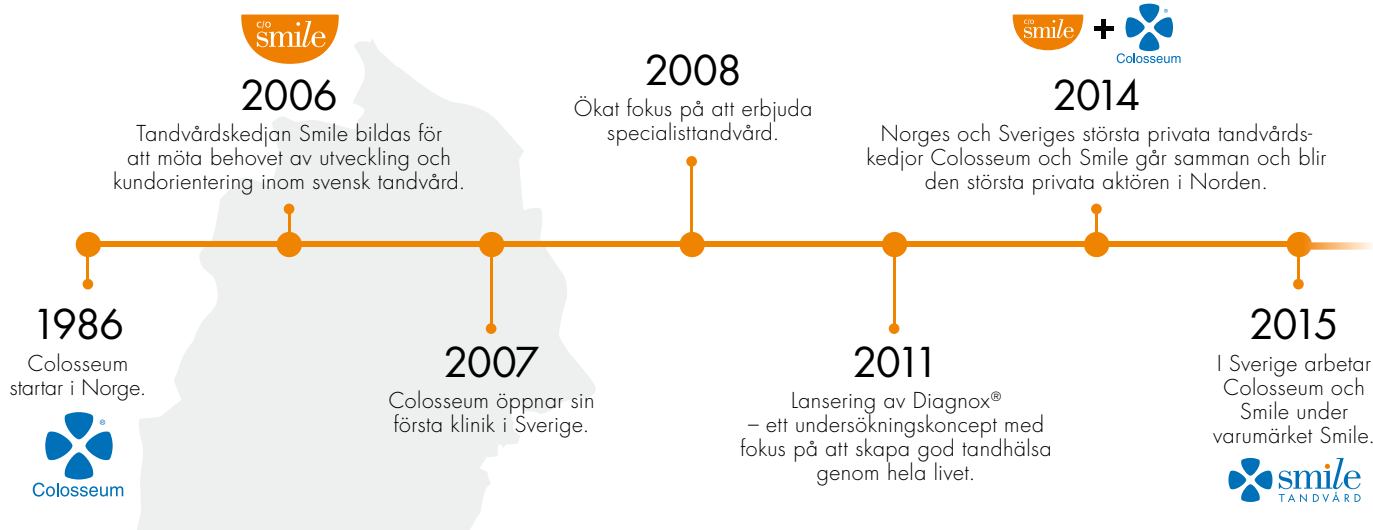 c/o
smile
2006
Tandvårdskedjan Smile bildas för
att möta behovet av utveckling och
kundorientering inom svensk tandvård.
2008
Ökat fokus på att erbjuda
specialisttandvård.
c/o
smile
+
Colosseum
2014
Norges och Sveriges största privata tandvårds-
kedjor Colosseum och Smile går samman och blir
den största privata aktören i Norden.
1986
Colosseum
startar i Norge.
®
Colosseum
2007
Colosseum öppnar sin
första klinik i Sverige.
2011
Lansering av Diagnox®
– ett undersökningskoncept med
fokus på att skapa god tandhälsa
genom hela livet.
2015
I Sverige arbetar
Colosseum och
Smile under
varumärket Smile.
smile
TANDVÅRD